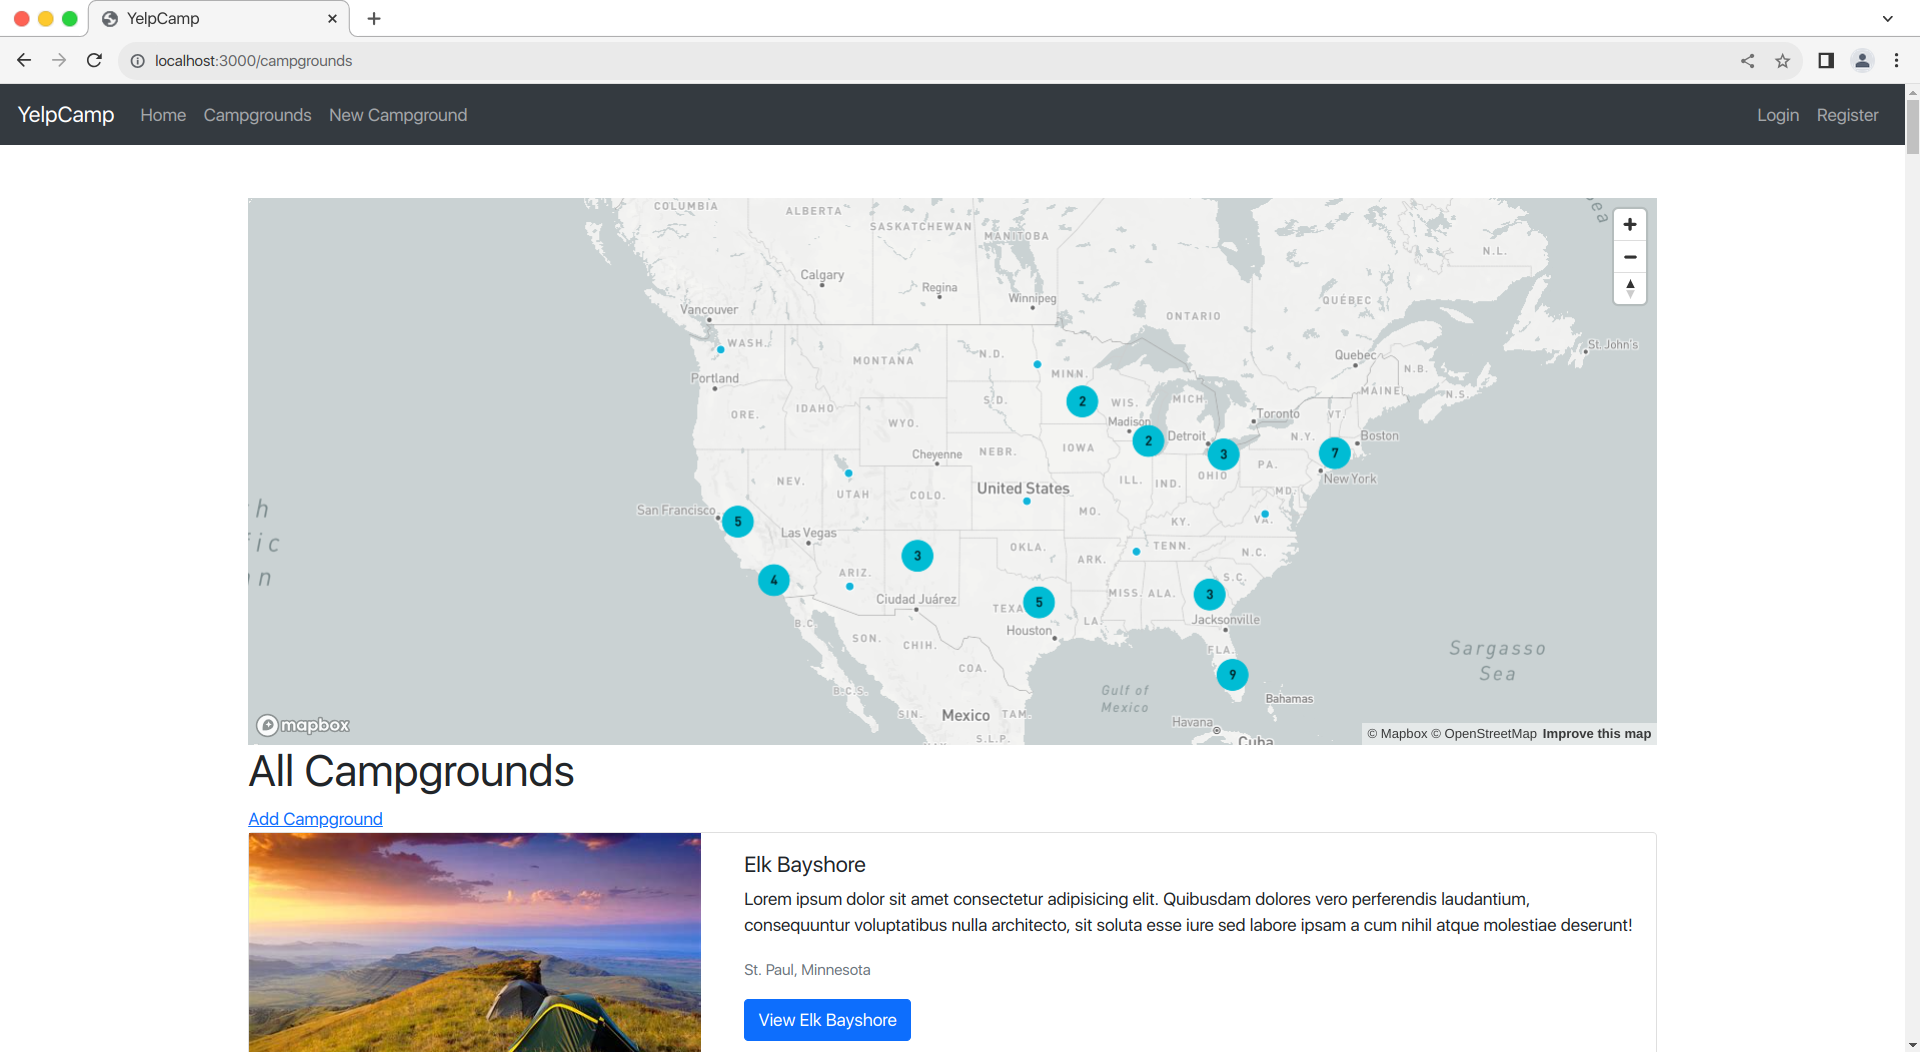 YelpCamp
localhost:3000/campgrounds
YelpCamp Home Campgrounds New Campground Login Register
COLUMBIA
ALBERTA
SASKATCHEWAN
MANITOBA
Sea
N.L.
Calgary
Regina
Winnipeg
QUÉBEC
Vancouver
ONTARIO
WASH.
St. John's
N.D.
Quebec
MONTANA
MINN.
N.B.
Portland
MAINE
N.S.
IDAHO
S.D.
2
WIS.
MICH.
ORE.
WYO.
Madison
Toronto
VT.
2
Detroit
N.Y.
Boston
IOWA
Cheyenne
NEBR.
3
7
PA.
OHIO
NEV.
UTAH
COLO.
United States
ILL.
IND.
MD.
New York
h
San Francisco
5
MO.
KY.
VA.
Las Vegas
fic
3
OKLA.
ARK.
TENN.
N.C.
n
4
ARIZ.
S.C.
Ciudad Juárez
TEXA
5
MISS.
ALA.
3
B.C.
Houston
LA.
Jacksonville
SON.
CHIH.
FLA.
Sargasso
Sea
COA.
9
B.C.S.
Gulf of
Mexico
Bahamas
SIN.
Mexico
TAM.
Havana
S.L.P.
Cuba
mapbox
© Mapbox © OpenStreetMap Improve this map
All Campgrounds
Add Campground
Elk Bayshore
Lorem ipsum dolor sit amet consectetur adipisicing elit. Quibusdam dolores vero perferendis laudantium,
consequuntur voluptatibus nulla architecto, sit soluta esse iure sed labore ipsam a cum nihil atque molestiae deserunt!
St. Paul, Minnesota
View Elk Bayshore